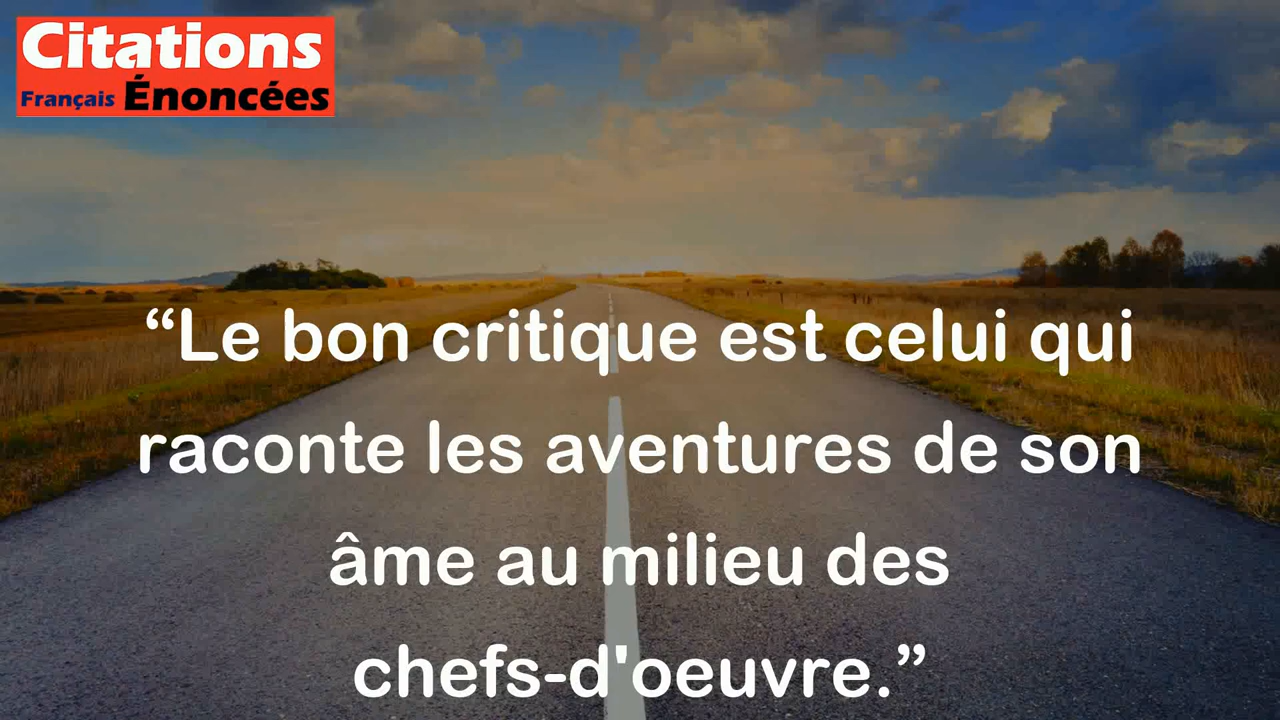 Citations
Français Énoncées
“Le bon critique est celui qui
raconte les aventures de son
âme au milieu des
chefs-d'oeuvre.”